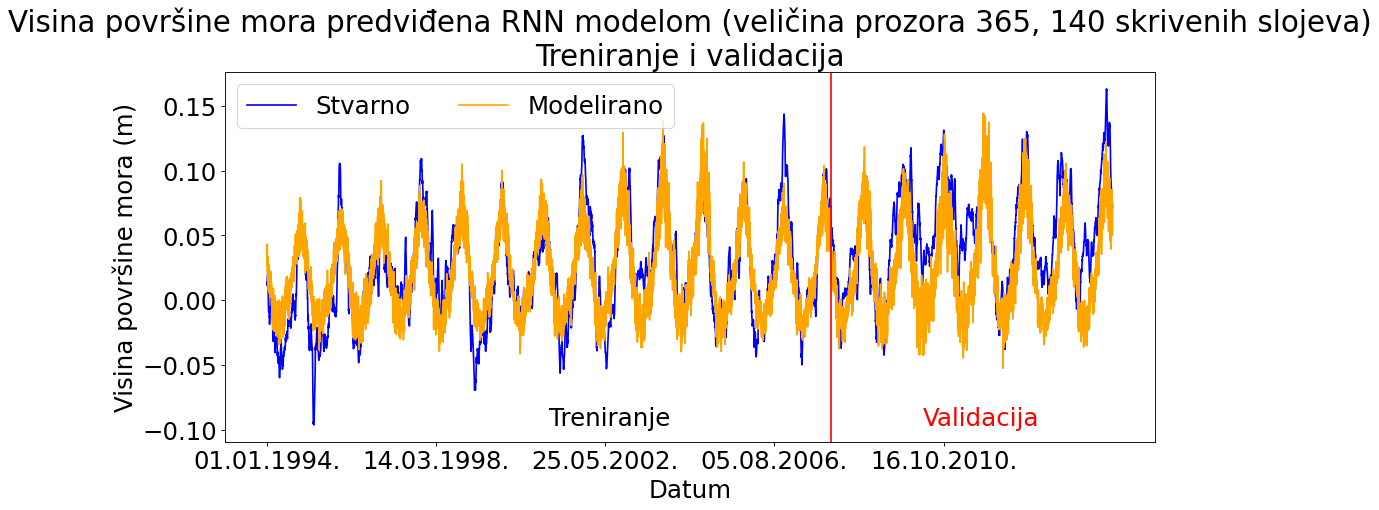 Visina površine mora predviđena RNN modelom (veličina prozora 365, 140 skrivenih slojeva)
Treniranje i validacija
Stvarno Modelirano
Visina površine mora (m)
0.15
0.10
0.05
0.00
−0.05
−0.10
Treniranje Validacija
01.01.1994. 14.03.1998. 25.05.2002. 05.08.2006. 16.10.2010.
Datum